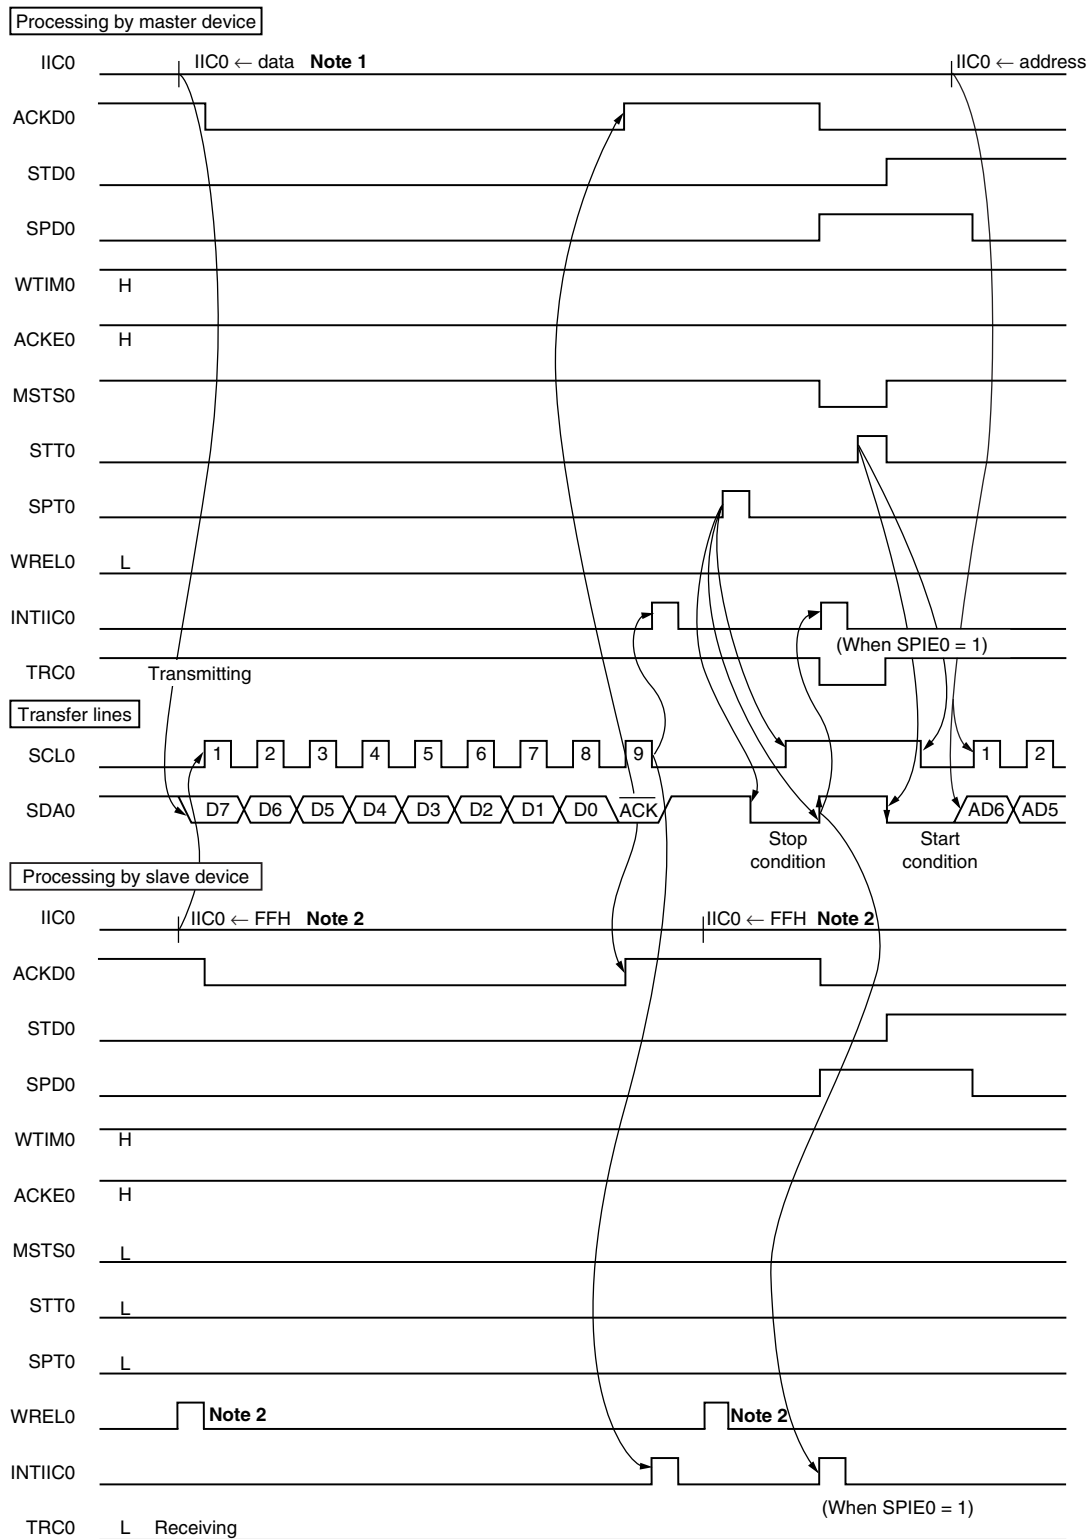 Processing by master device
IIC0 IIC0 ← data Note 1 IIC0 ← address
ACKD0
STD0
SPD0
WTIM0 H
ACKE0 H
MSTS0
STT0
SPT0
WREL0 L
INTIIC0
(When SPIE0 = 1)
TRC0 Transmitting
Transfer lines
SCL0 1 2 3 4 5 6 7 8 9 1 2
SDA0 D7 D6 D5 D4 D3 D2 D1 D0 A̅C̅K̅ AD6 AD5
Stop Start
condition condition
Processing by slave device
IIC0 IIC0 ← FFH Note 2 IIC0 ← FFH Note 2
ACKD0
STD0
SPD0
WTIM0 H
ACKE0 H
MSTS0 L
STT0 L
SPT0 L
WREL0 Note 2 Note 2
INTIIC0
(When SPIE0 = 1)
TRC0 L Receiving